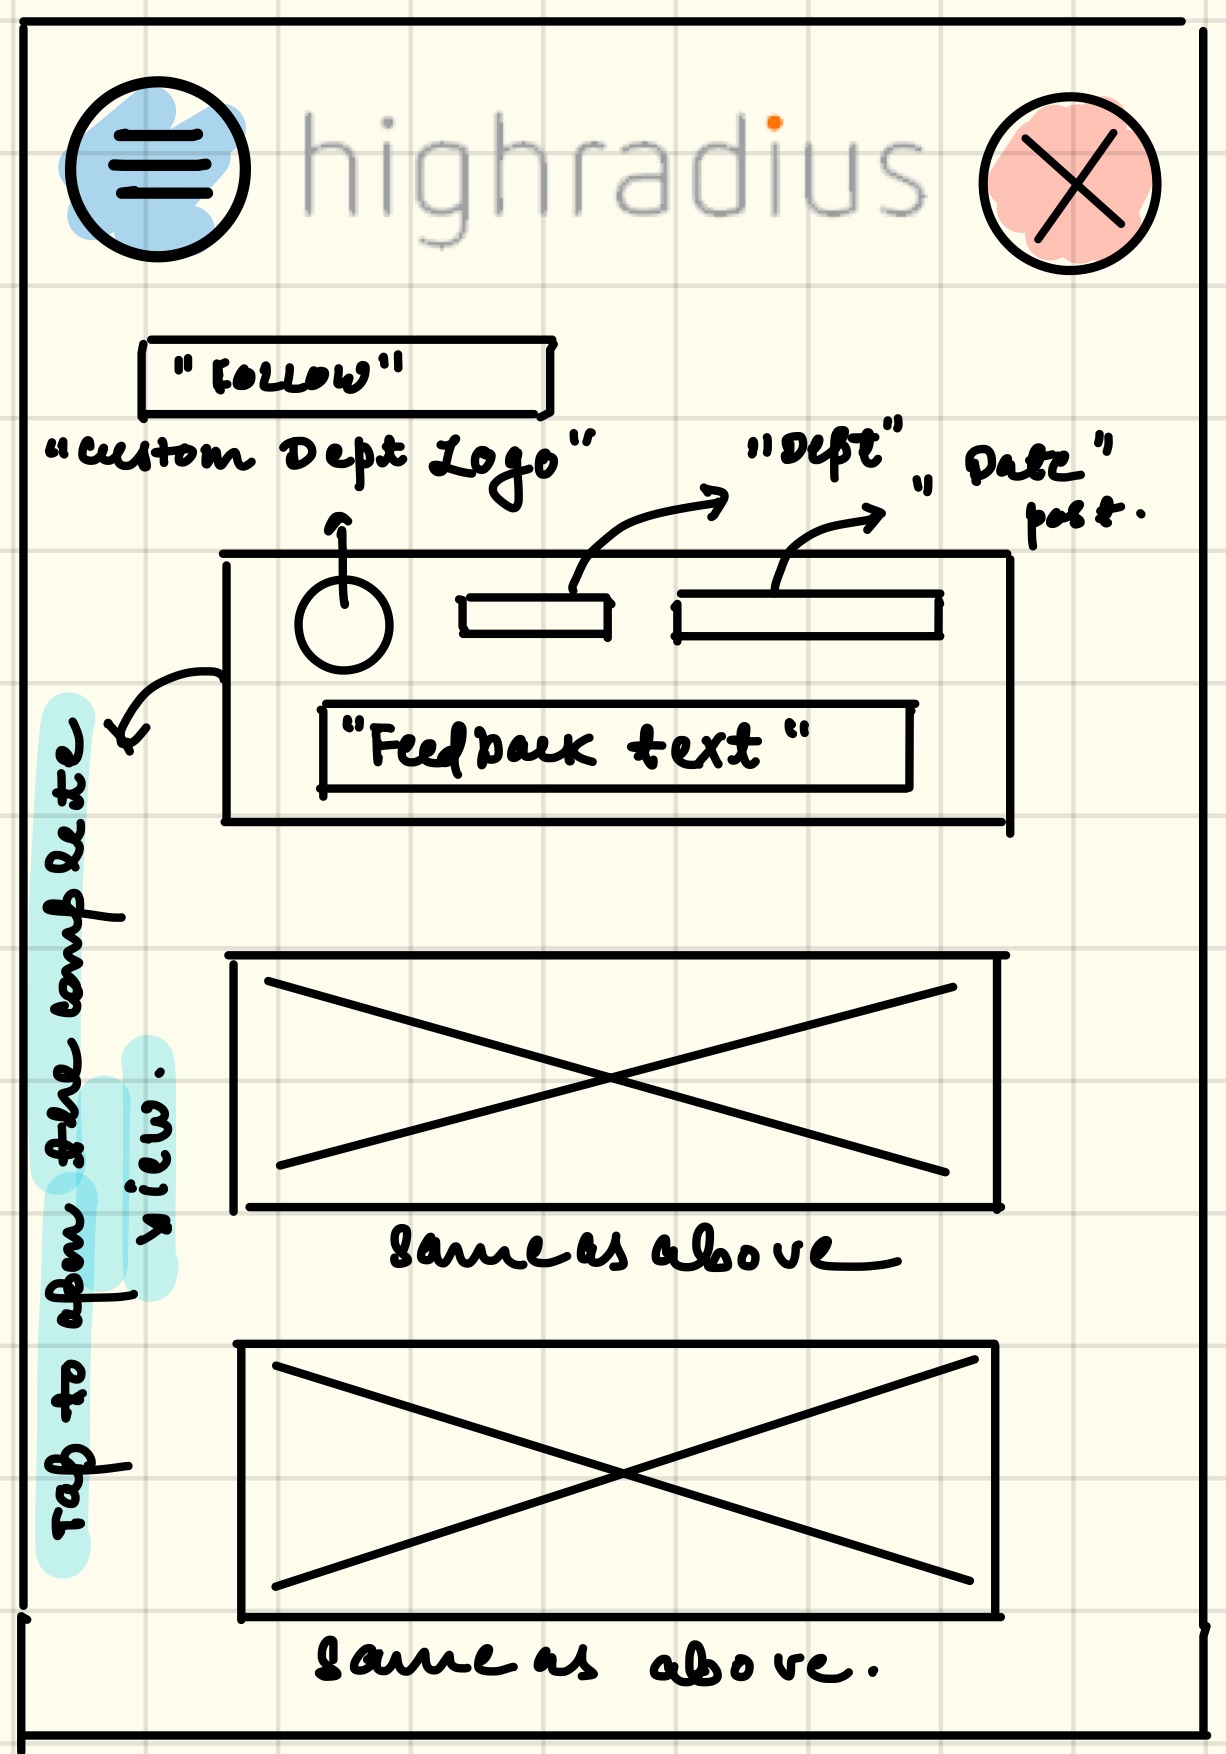 highradius
"Follow"
"Custom Dept Logo"
"Dept"
"Date"
post.
"Feedback text"
Tap to open the complete
view.
same as above
same as above.